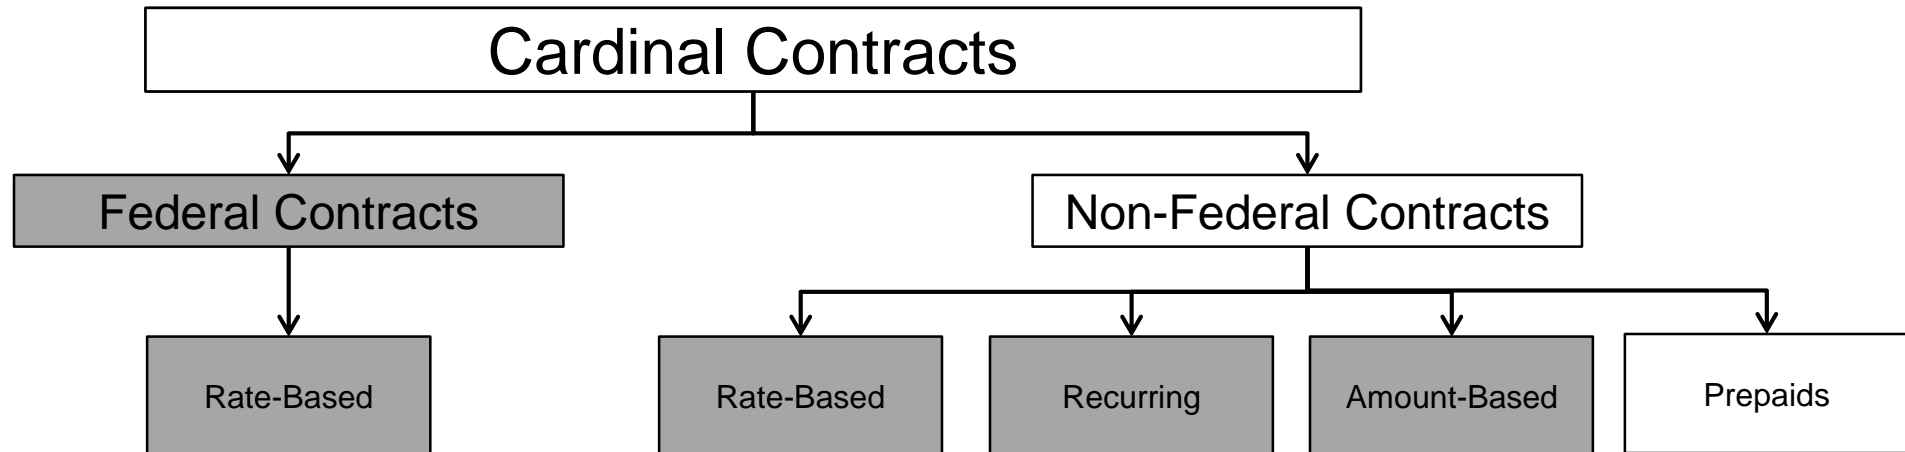 Cardinal Contracts
Federal Contracts
Non-Federal Contracts
Rate-Based
Rate-Based
Recurring
Amount-Based
Prepaids